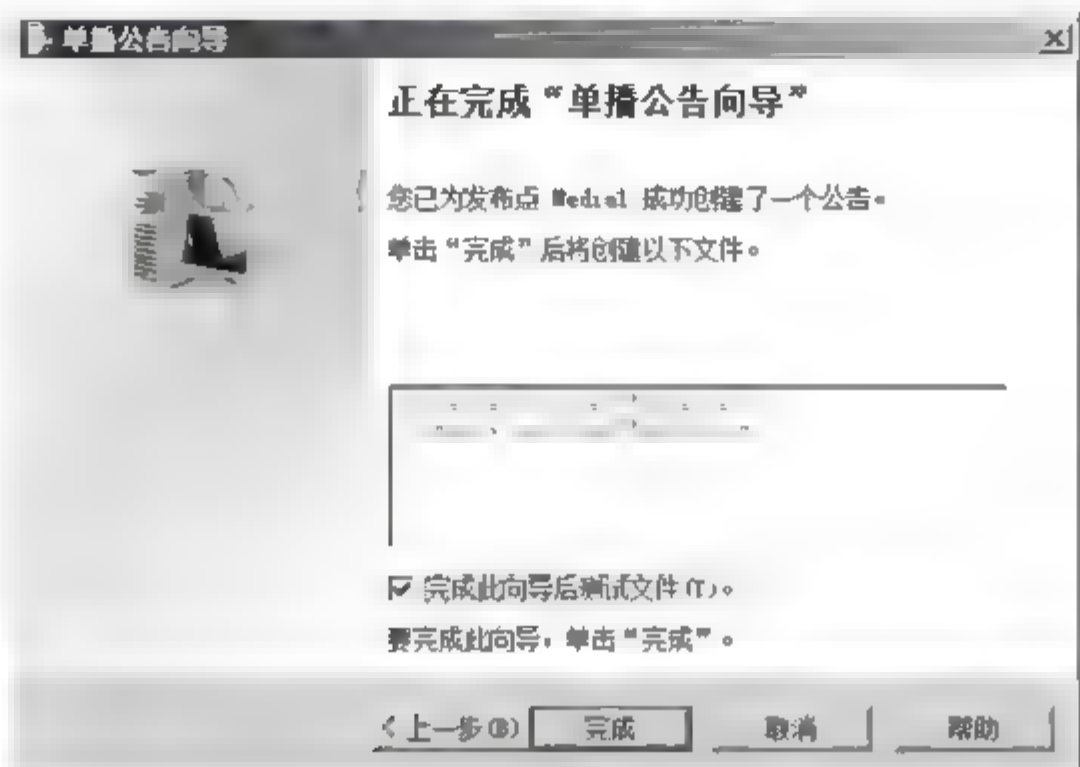 单播公告向导
正在完成“单播公告向导”
您已为发布点 Media1 成功创建了一个公告。
单击“完成”后将创建以下文件。
完成此向导后测试文件(T)。
要完成此向导，单击“完成”。
<上一步(B) 完成 取消 帮助